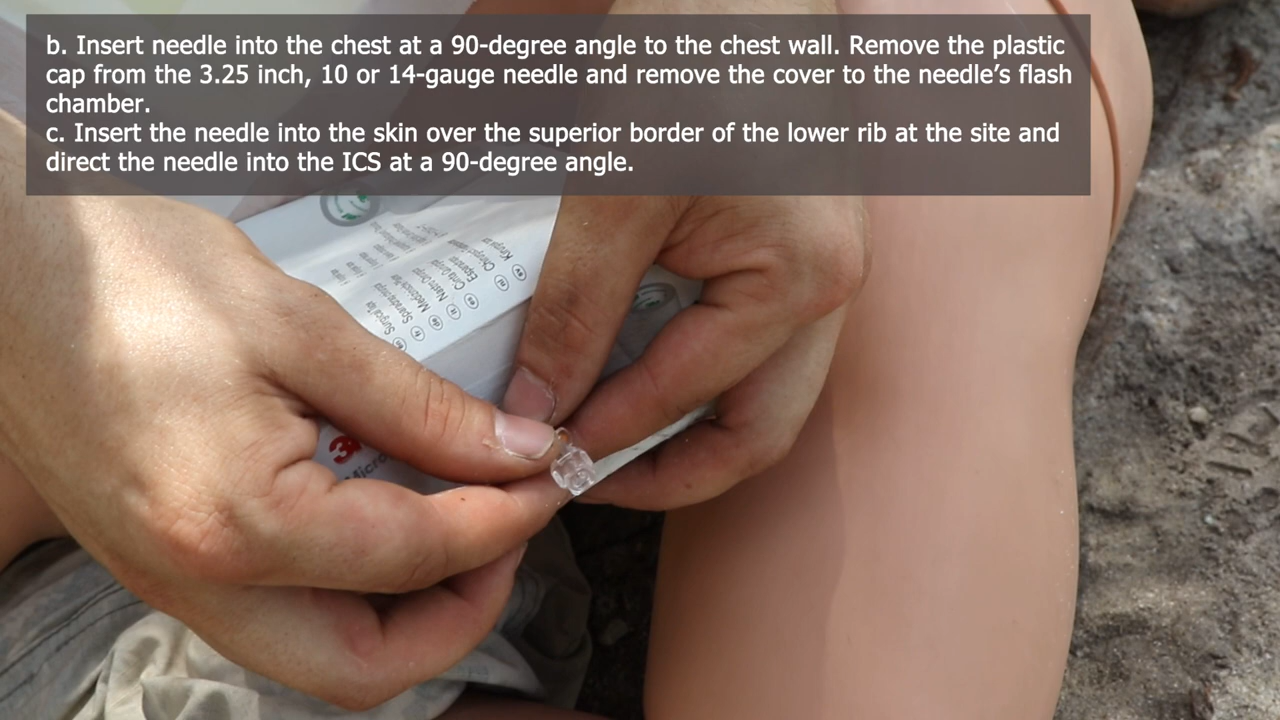 b. Insert needle into the chest at a 90-degree angle to the chest wall. Remove the plastic
cap from the 3.25 inch, 10 or 14-gauge needle and remove the cover to the needle’s flash
chamber.
c. Insert the needle into the skin over the superior border of the lower rib at the site and
direct the needle into the ICS at a 90-degree angle.
3M
Micro